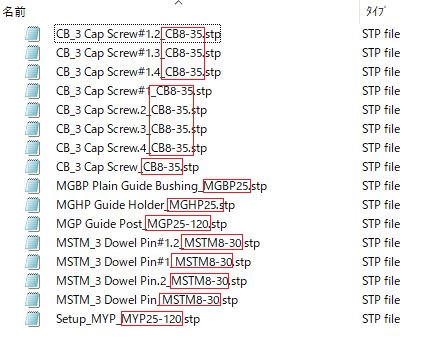 名前 ﾀｲﾌﾟ
CB_3 Cap Screw#1.2_CB8-35.stp STP file
CB_3 Cap Screw#1.3_CB8-35.stp STP file
CB_3 Cap Screw#1.4_CB8-35.stp STP file
CB_3 Cap Screw#1_CB8-35.stp STP file
CB_3 Cap Screw.2_CB8-35.stp STP file
CB_3 Cap Screw.3_CB8-35.stp STP file
CB_3 Cap Screw.4_CB8-35.stp STP file
CB_3 Cap Screw_CB8-35.stp STP file
MGBP Plain Guide Bushing_MGBP25.stp STP file
MGHP Guide Holder_MGHP25.stp STP file
MGP Guide Post_MGP25-120.stp STP file
MSTM_3 Dowel Pin#1.2_MSTM8-30.stp STP file
MSTM_3 Dowel Pin#1_MSTM8-30.stp STP file
MSTM_3 Dowel Pin.2_MSTM8-30.stp STP file
MSTM_3 Dowel Pin_MSTM8-30.stp STP file
Setup_MYP_MYP25-120.stp STP file